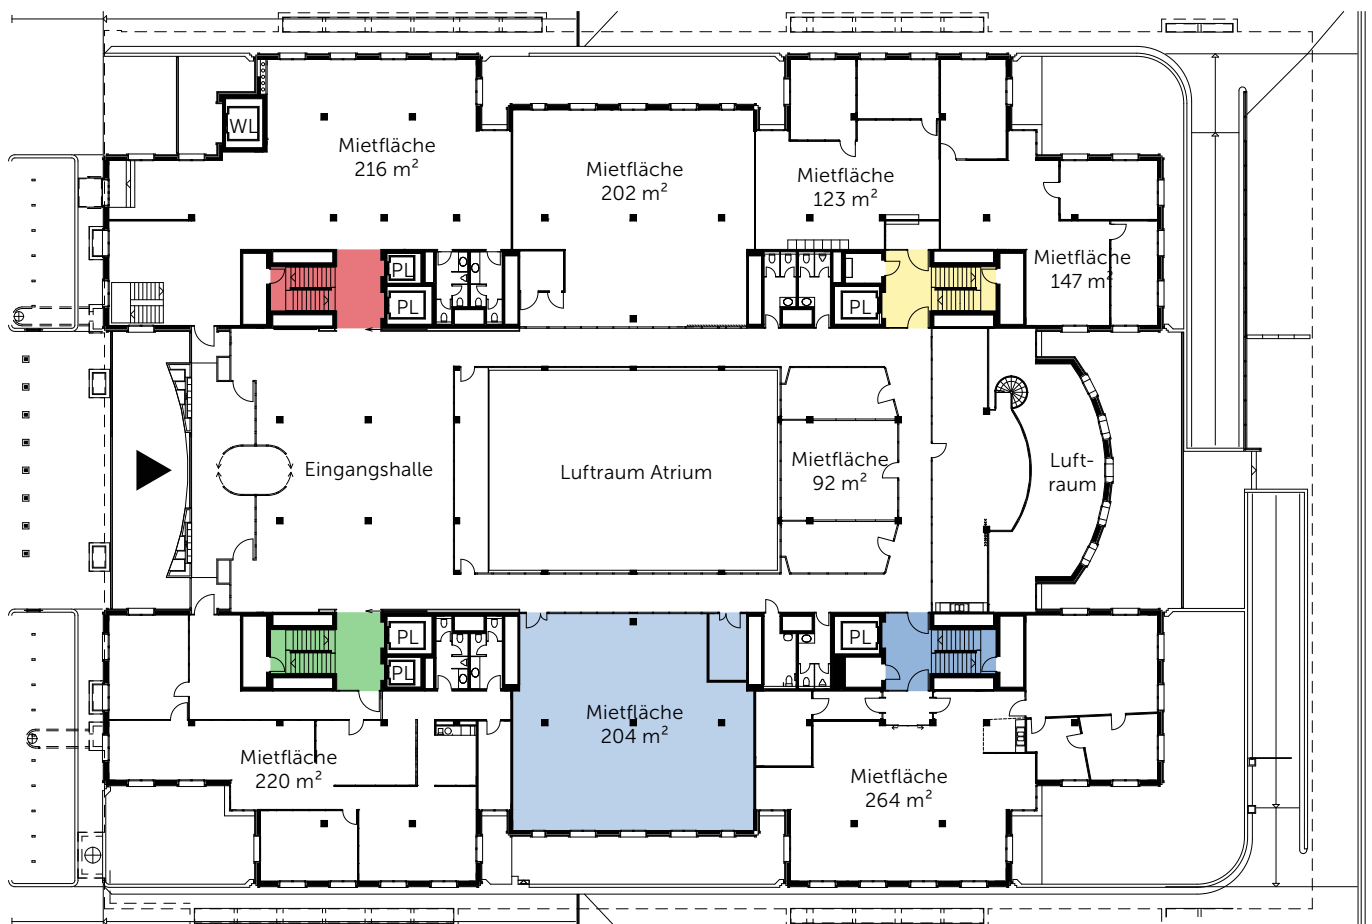 WL
Mietfläche
216 m²
PL
Mietfläche
202 m²
Mietfläche
123 m²
Mietfläche
147 m²
PL
PL
PL
Eingangshalle
Luftraum Atrium
Mietfläche
92 m²
Luft-
raum
PL
PL
PL
Mietfläche
204 m²
Mietfläche
220 m²
Mietfläche
264 m²